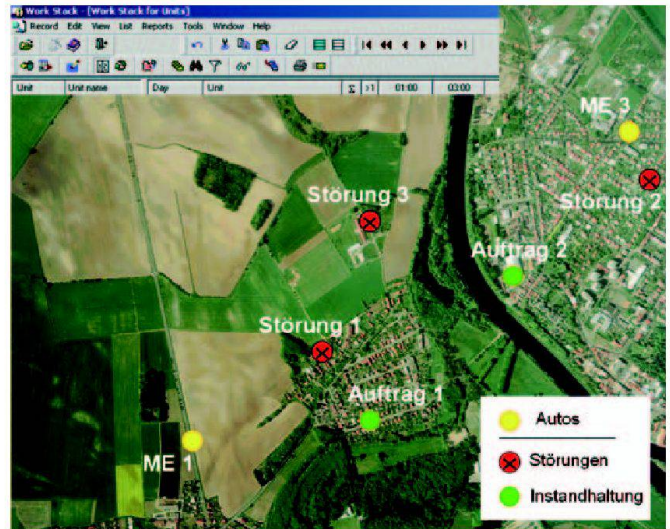 Work Stack - [Work Stack for Units]
Record Edit View List Reports Tools Window Help
Unit Unit name Day Unit Σ >1 01:00 03:00
ME 3
Störung 3
Störung 2
Auftrag 2
Störung 1
Auftrag 1
ME 1
Autos
Störungen
Instandhaltung